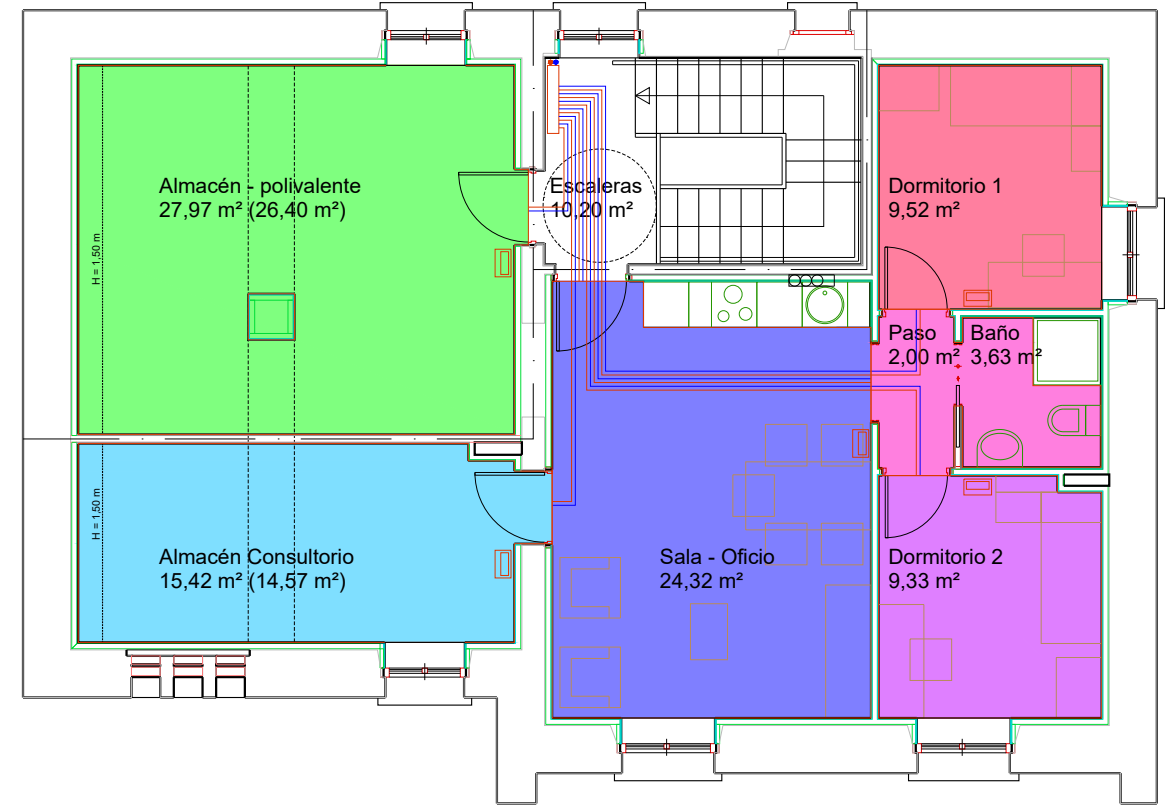 Almacén - polivalente
27,97 m² (26,40 m²)
Escaleras
10,20 m²
Dormitorio 1
9,52 m²
H = 1,50 m
Paso
2,00 m²
Baño
3,63 m²
H = 1,50 m
Almacén Consultorio
15,42 m² (14,57 m²)
Sala - Oficio
24,32 m²
Dormitorio 2
9,33 m²